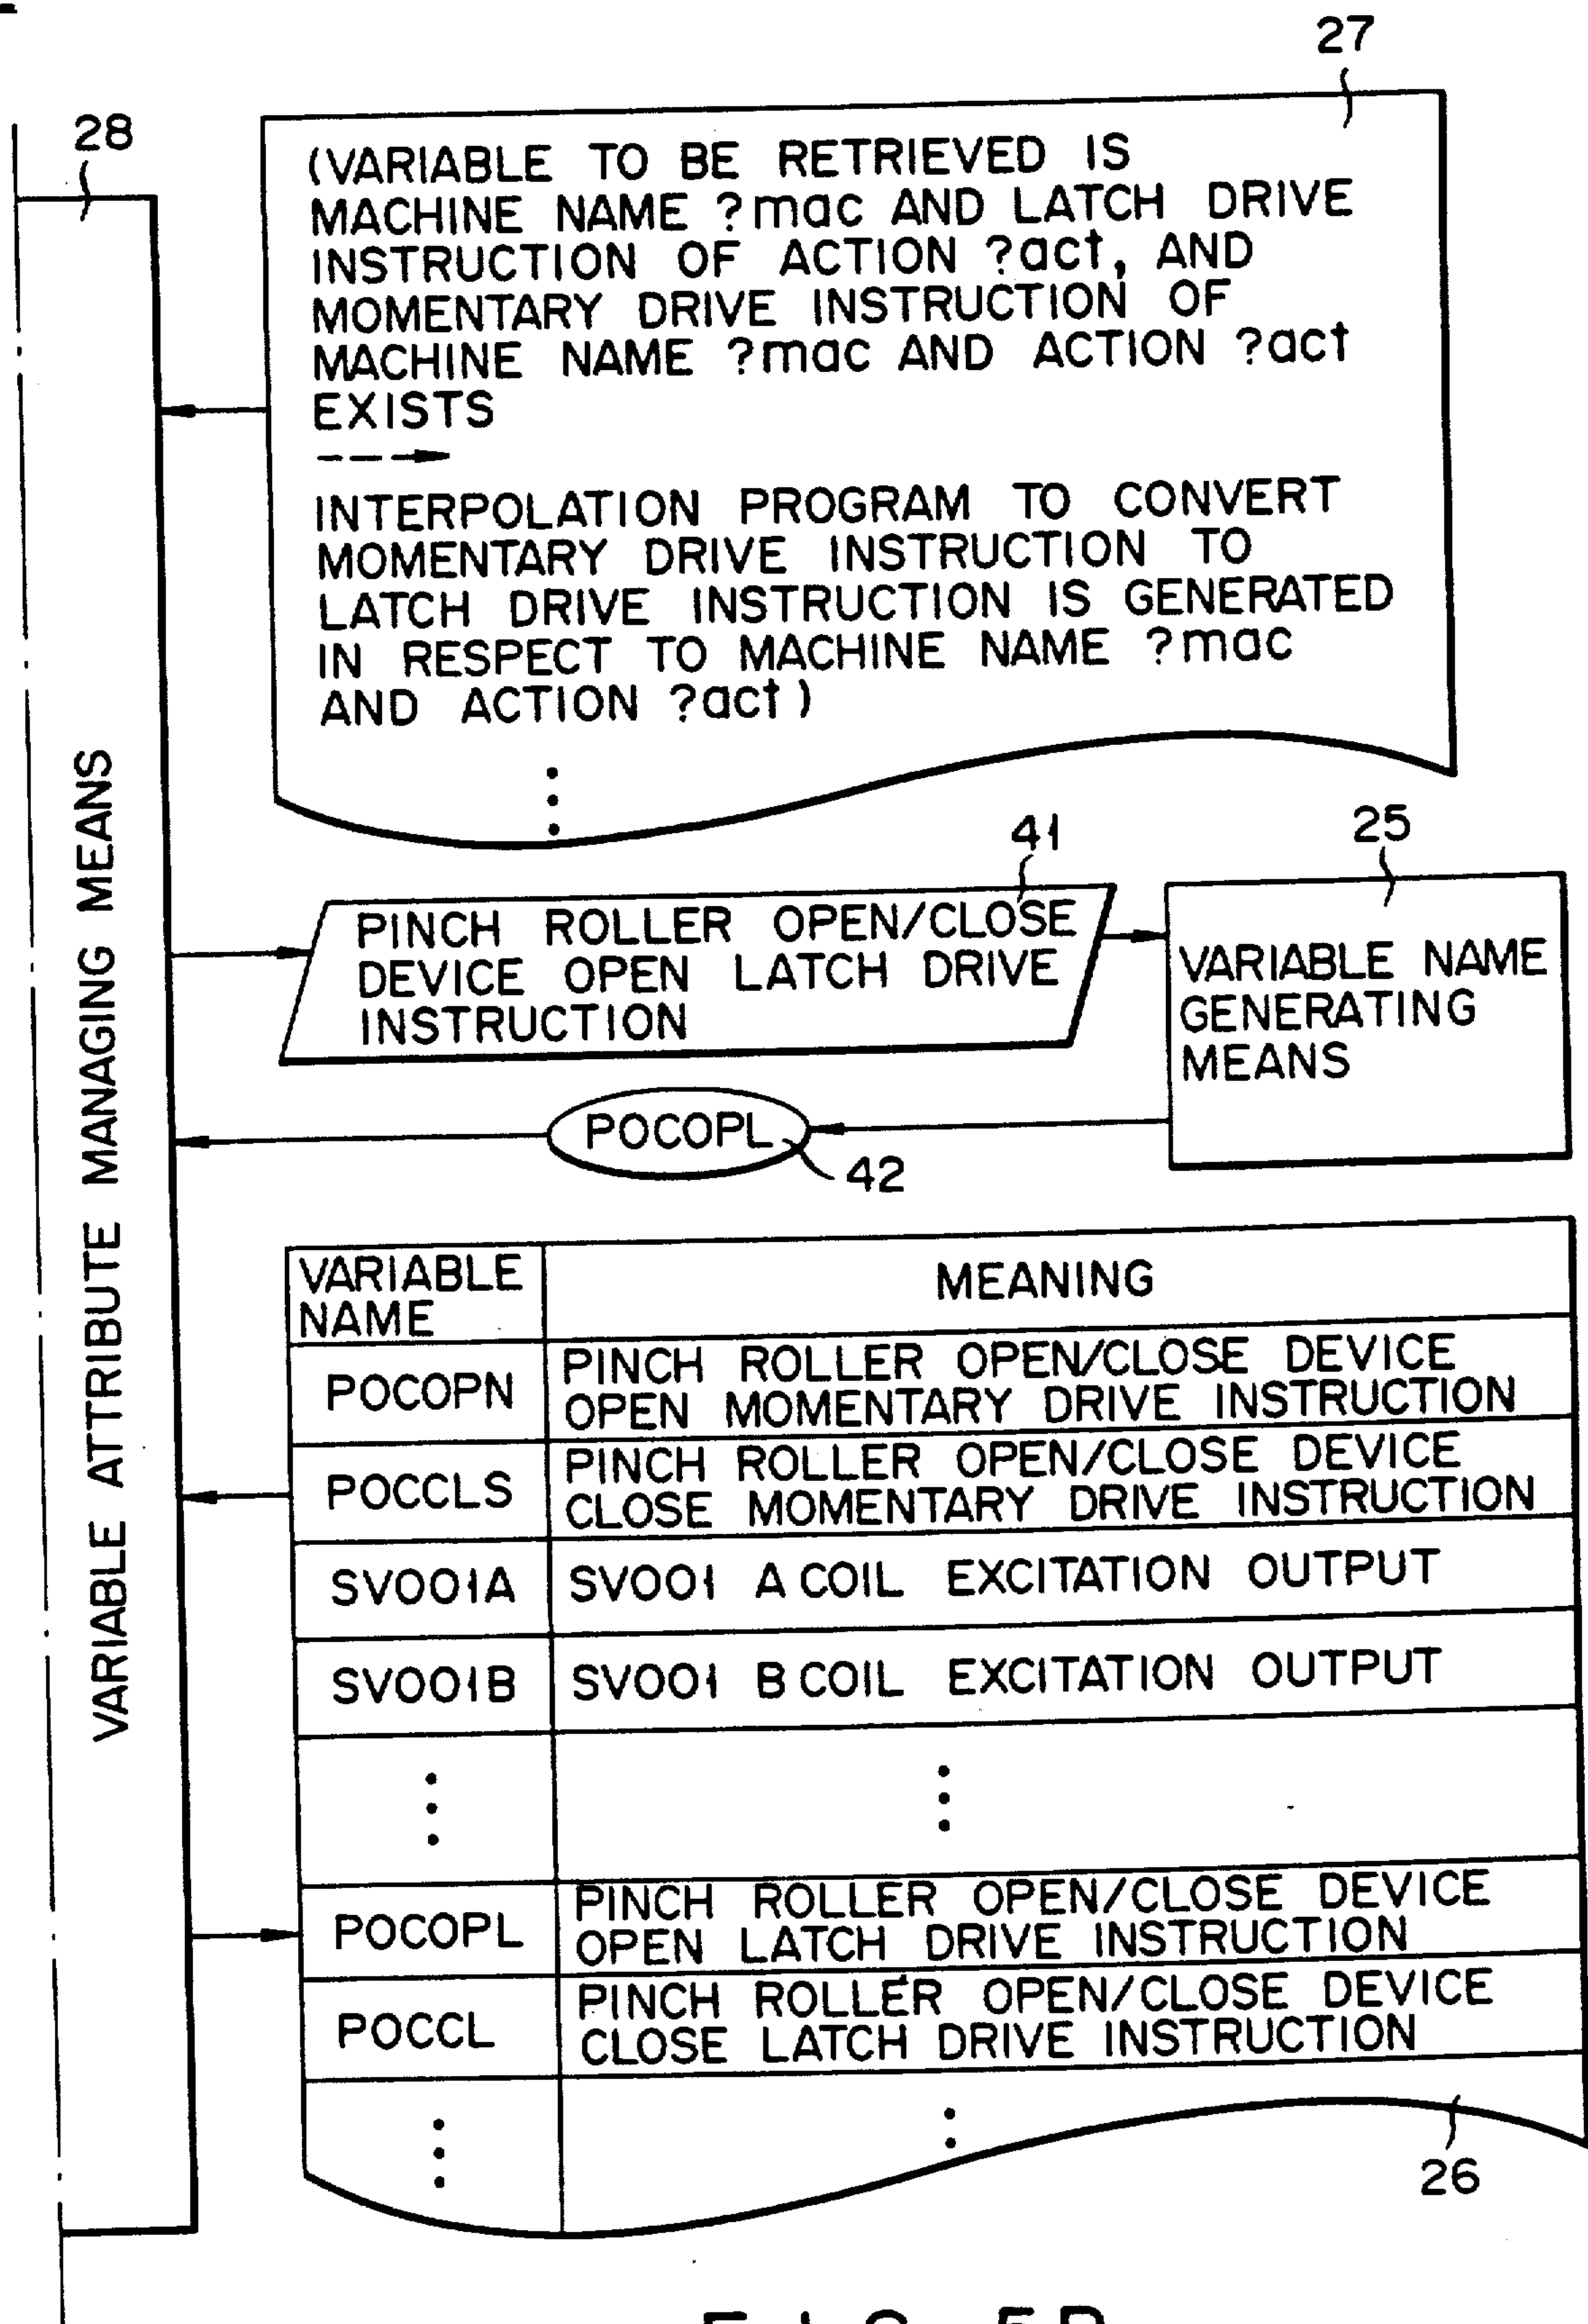 27
28
(VARIABLE TO BE RETRIEVED IS
MACHINE NAME ?mac AND LATCH DRIVE
INSTRUCTION OF ACTION ?act, AND
MOMENTARY DRIVE INSTRUCTION OF
MACHINE NAME ?mac AND ACTION ?act
EXISTS
INTERPOLATION PROGRAM TO CONVERT
MOMENTARY DRIVE INSTRUCTION TO
LATCH DRIVE INSTRUCTION IS GENERATED
IN RESPECT TO MACHINE NAME ?mac
AND ACTION ?act)
VARIABLE ATTRIBUTE MANAGING MEANS
41
25
PINCH ROLLER OPEN/CLOSE
DEVICE OPEN LATCH DRIVE
INSTRUCTION
VARIABLE NAME
GENERATING
MEANS
POCOPL
42
VARIABLE
NAME
MEANING
POCOPN
PINCH ROLLER OPEN/CLOSE DEVICE
OPEN MOMENTARY DRIVE INSTRUCTION
POCCLS
PINCH ROLLER OPEN/CLOSE DEVICE
CLOSE MOMENTARY DRIVE INSTRUCTION
SV001A
SV001 A COIL EXCITATION OUTPUT
SV001B
SV001 B COIL EXCITATION OUTPUT
POCOPL
PINCH ROLLER OPEN/CLOSE DEVICE
OPEN LATCH DRIVE INSTRUCTION
POCCL
PINCH ROLLER OPEN/CLOSE DEVICE
CLOSE LATCH DRIVE INSTRUCTION
26